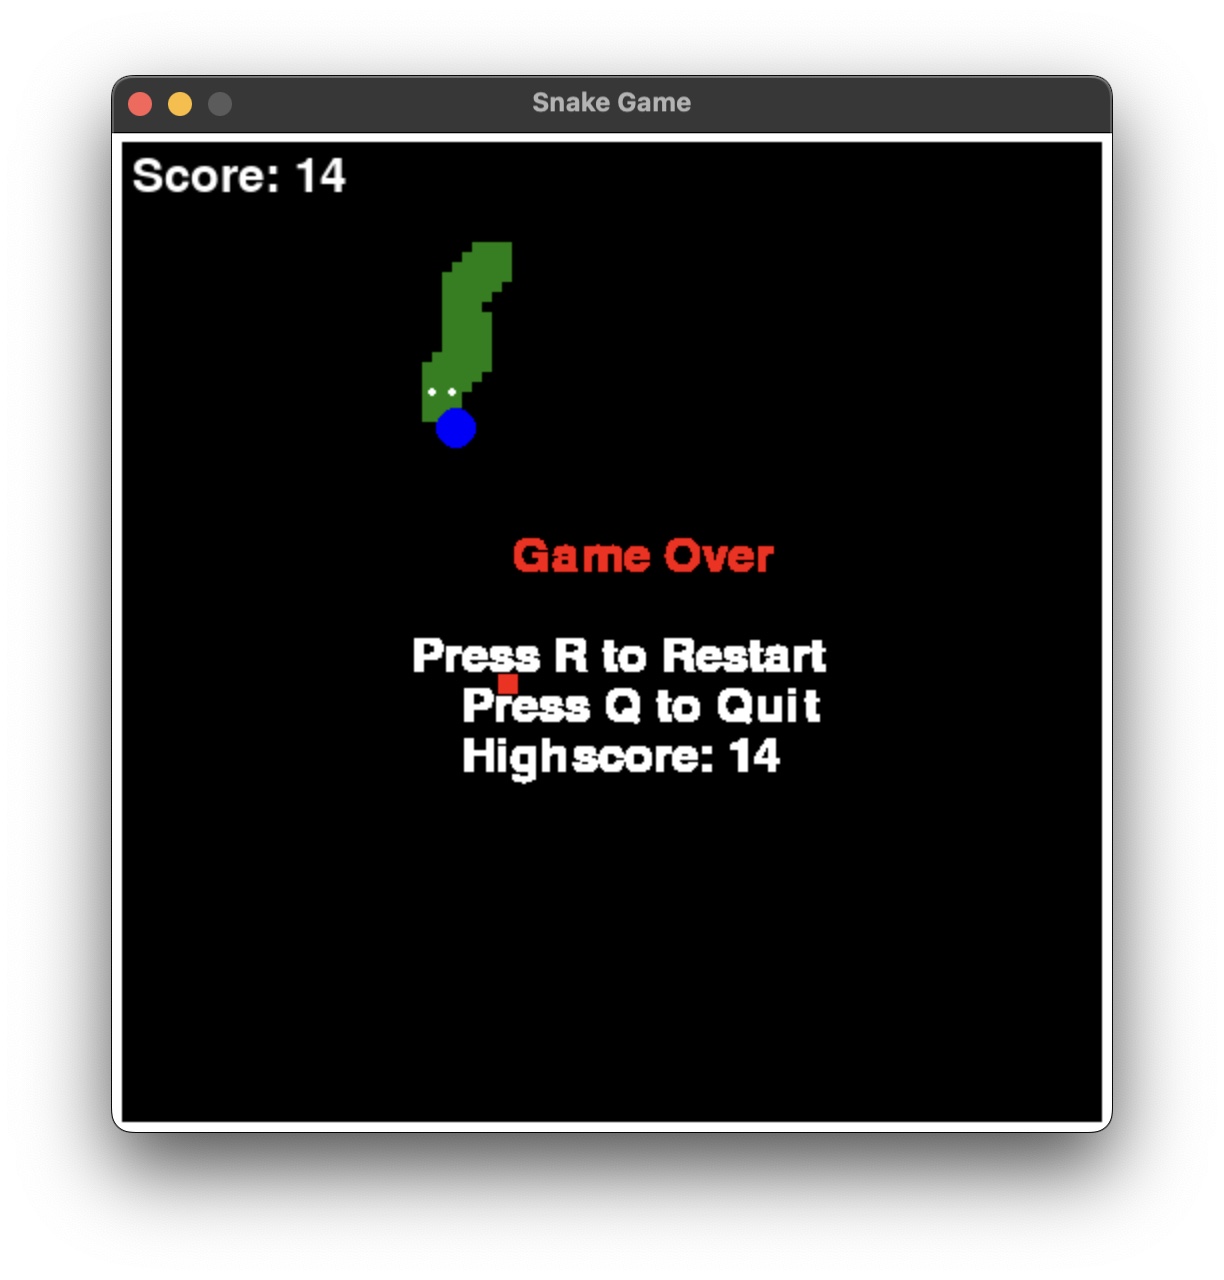 Snake Game
Score: 14
Game Over
Press R to Restart
Press Q to Quit
Highscore: 14